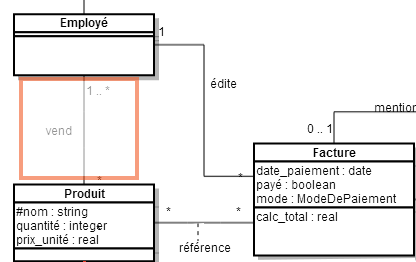 Employé
1
édite
1 .. *
0 .. 1
mention
vend
Facture
date_paiement : date
payé : boolean
mode : ModeDePaiement
calc_total : real
*
*
Produit
#nom : string
quantité : integer
prix_unité : real
*
*
référence